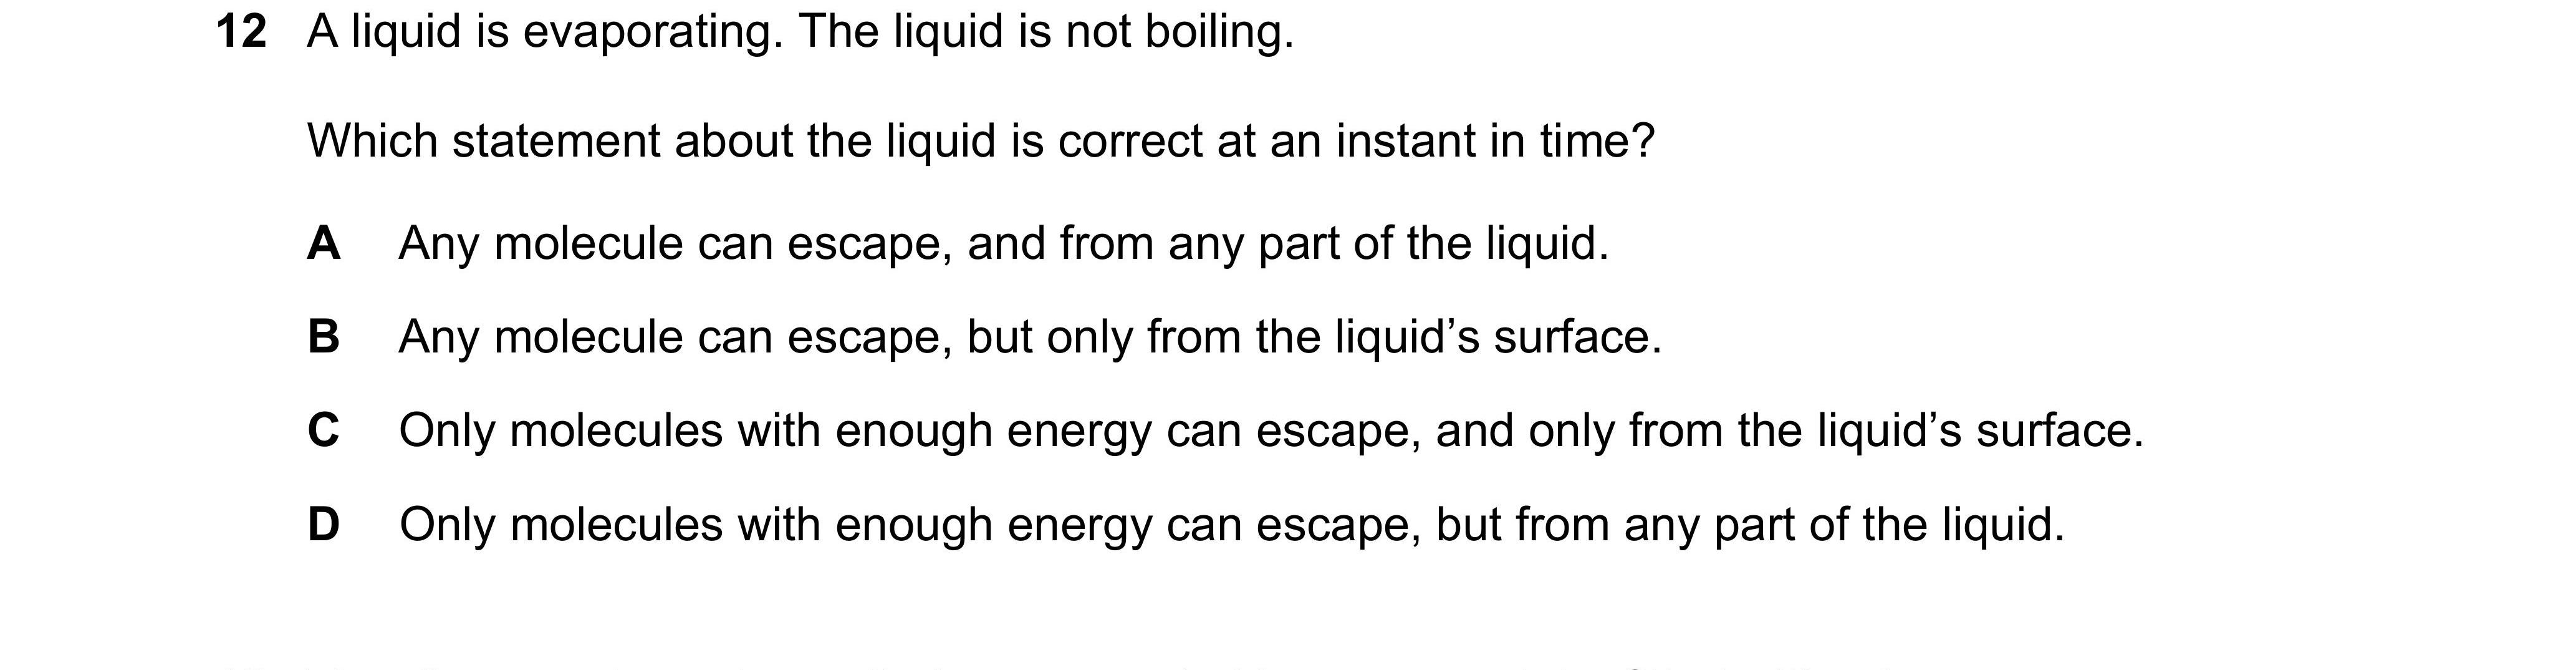 12 A liquid is evaporating. The liquid is not boiling.
Which statement about the liquid is correct at an instant in time?
A Any molecule can escape, and from any part of the liquid.
B Any molecule can escape, but only from the liquid’s surface.
C Only molecules with enough energy can escape, and only from the liquid’s surface.
D Only molecules with enough energy can escape, but from any part of the liquid.